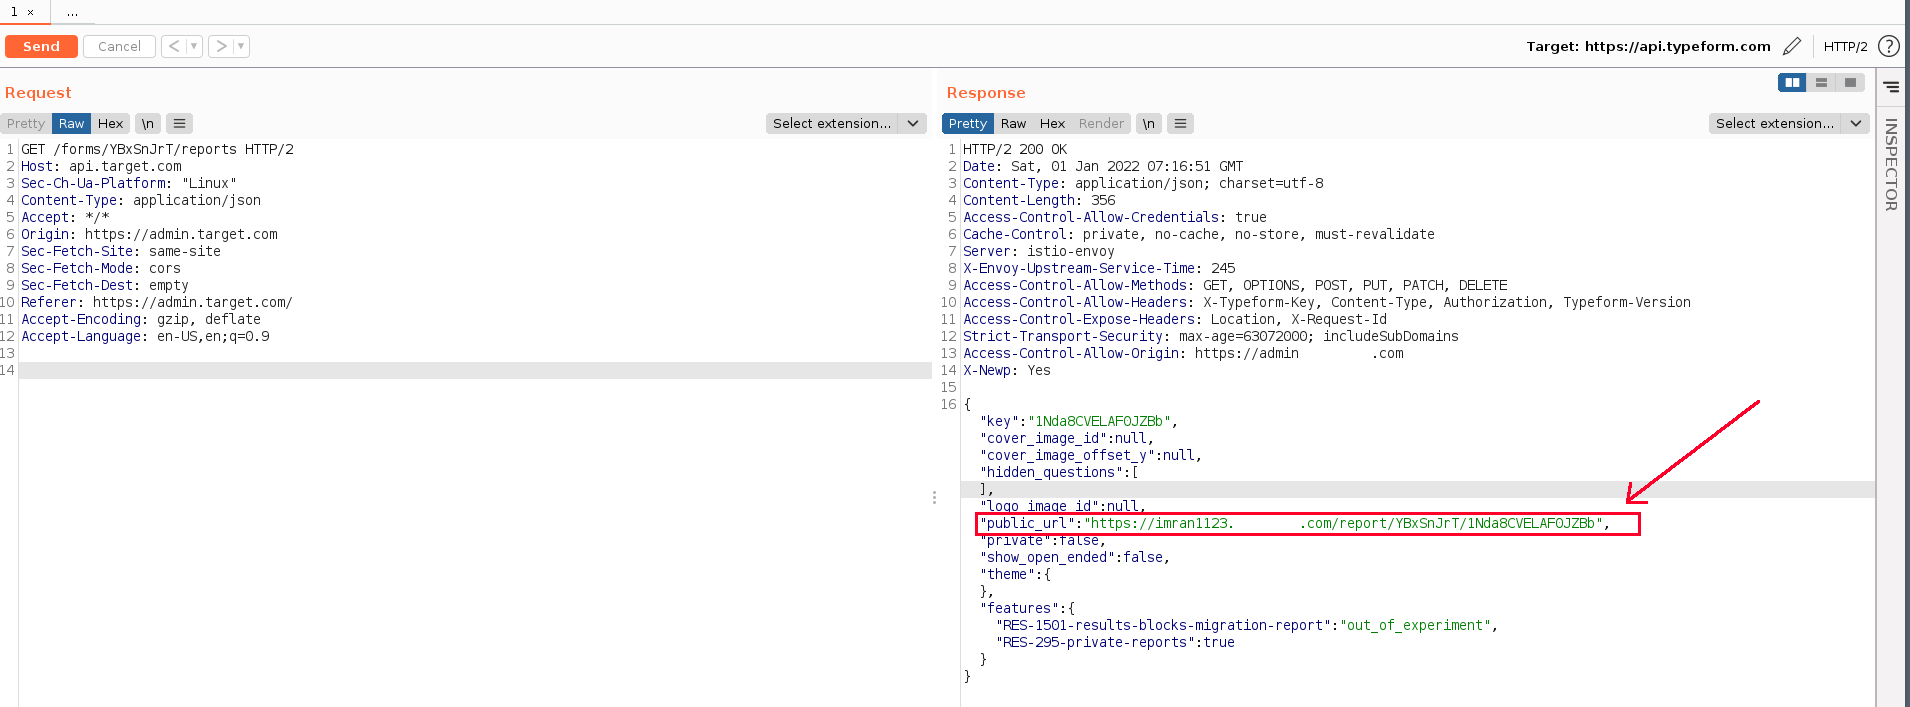 1 ×
...
Send
Cancel
<
>
Target: https://api.typeform.com
HTTP/2
?
Request
Pretty
Raw
Hex
\n
Select extension...
1 GET /forms/YBxSnJrT/reports HTTP/2
2 Host: api.target.com
3 Sec-Ch-Ua-Platform: "Linux"
4 Content-Type: application/json
5 Accept: */*
6 Origin: https://admin.target.com
7 Sec-Fetch-Site: same-site
8 Sec-Fetch-Mode: cors
9 Sec-Fetch-Dest: empty
10 Referer: https://admin.target.com/
11 Accept-Encoding: gzip, deflate
12 Accept-Language: en-US,en;q=0.9
13
14
Response
Pretty
Raw
Hex
Render
\n
Select extension...
1 HTTP/2 200 OK
2 Date: Sat, 01 Jan 2022 07:16:51 GMT
3 Content-Type: application/json; charset=utf-8
4 Content-Length: 356
5 Access-Control-Allow-Credentials: true
6 Cache-Control: private, no-cache, no-store, must-revalidate
7 Server: istio-envoy
8 X-Envoy-Upstream-Service-Time: 245
9 Access-Control-Allow-Methods: GET, OPTIONS, POST, PUT, PATCH, DELETE
10 Access-Control-Allow-Headers: X-Typeform-Key, Content-Type, Authorization, Typeform-Version
11 Access-Control-Expose-Headers: Location, X-Request-Id
12 Strict-Transport-Security: max-age=63072000; includeSubDomains
13 Access-Control-Allow-Origin: https://admin .com
14 X-Newp: Yes
15
16 {
"key":"1Nda8CVELAF0JZBb",
"cover_image_id":null,
"cover_image_offset_y":null,
"hidden_questions":[
],
"logo_image_id":null,
"public_url":"https://imran1123. .com/report/YBxSnJrT/1Nda8CVELAF0JZBb",
"private":false,
"show_open_ended":false,
"theme":{
},
"features":{
"RES-1501-results-blocks-migration-report":"out_of_experiment",
"RES-295-private-reports":true
}
}
INSPECTOR